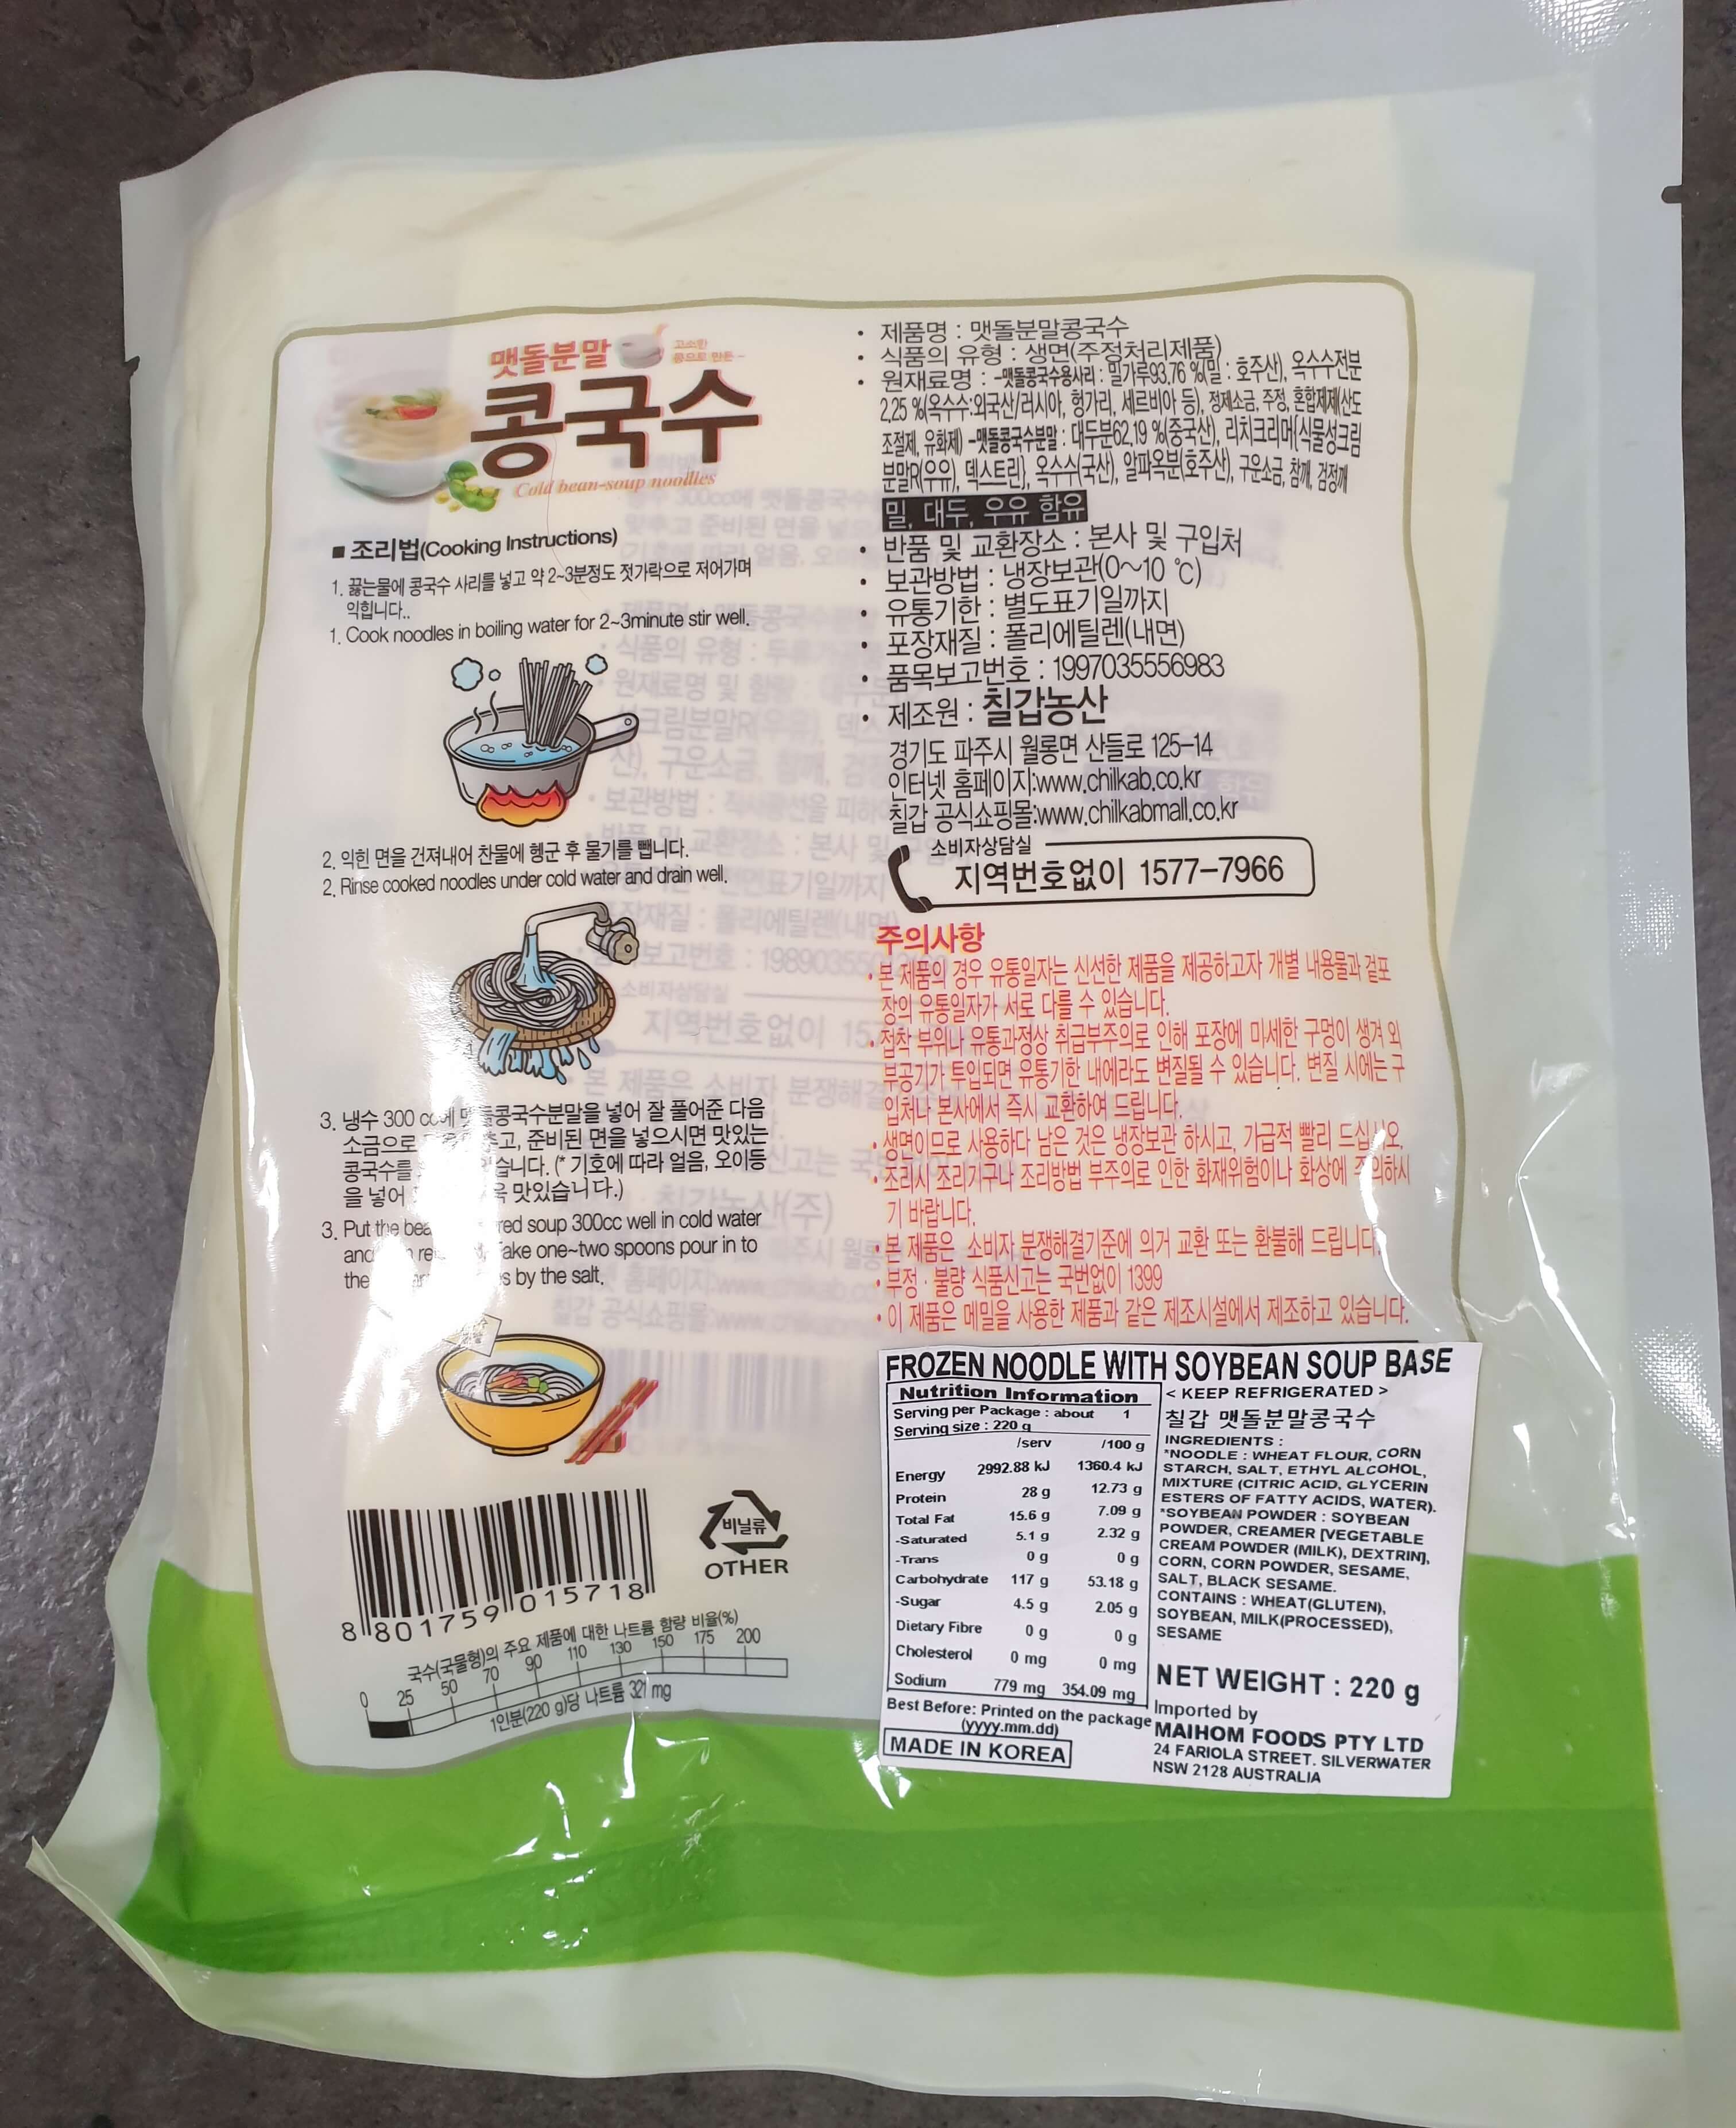 맷돌분말
고소한
콩으로 만든~
콩국수
Cold bean-soup noodles
■ 조리법(Cooking Instructions)
1. 끓는물에 콩국수 사리를 넣고 약 2~3분정도 젓가락으로 저어가며
익힙니다..
1. Cook noodles in boiling water for 2~3minute stir well.
2. 익힌 면을 건져내어 찬물에 헹군 후 물기를 뺍니다.
2. Rinse cooked noodles under cold water and drain well.
3. 냉수 300 cc에 맷돌콩국수분말을 넣어 잘 풀어준 다음
소금으로 준비된 면을 넣으시면 맛있는
콩국수를 (* 기호에 따라 얼음, 오이등
을 넣어 맛있습니다.)
3. Put the soup 300cc well in cold water
one~two spoons pour in to
the by the salt.
8 801759 015718
비닐류
OTHER
국수(국물형)의 주요 제품에 대한 나트륨 함량 비율(%)
0 25 50 70 90 110 130 150 175 200
1인분(220 g)당 나트륨 321 mg
• 제품명 : 맷돌분말콩국수
• 식품의 유형 : 생면(주정처리제품)
• 원재료명 : -맷돌콩국수용사리 : 밀가루93.76 %(밀 : 호주산), 옥수수전분
2.25 %(옥수수:외국산/러시아, 헝가리, 세르비아 등), 정제소금, 주정, 혼합제제(산도
조절제, 유화제) -맷돌콩국수분말 : 대두분62.19 %(중국산), 리치크리머{식물성크림
분말R(우유), 덱스트린}, 옥수수(국산), 알파옥분(호주산), 구운소금, 참깨, 검정깨
밀, 대두, 우유 함유
• 반품 및 교환장소 : 본사 및 구입처
• 보관방법 : 냉장보관(0~10 ℃)
• 유통기한 : 별도표기일까지
• 포장재질 : 폴리에틸렌(내면)
• 품목보고번호 : 1997035556983
• 제조원 : 칠갑농산
경기도 파주시 월롱면 산들로 125-14
인터넷 홈페이지:www.chilkab.co.kr
칠갑 공식쇼핑몰:www.chilkabmall.co.kr
소비자상담실
지역번호없이 1577-7966
주의사항
• 본 제품의 경우 유통일자는 신선한 제품을 제공하고자 개별 내용물과 겉포
장의 유통일자가 서로 다를 수 있습니다.
• 접착 부위나 유통과정상 취급부주의로 인해 포장에 미세한 구멍이 생겨 외
부공기가 투입되면 유통기한 내에라도 변질될 수 있습니다. 변질 시에는 구
입처나 본사에서 즉시 교환하여 드립니다.
• 생면이므로 사용하다 남은 것은 냉장보관 하시고, 가급적 빨리 드십시오.
• 조리시 조리기구나 조리방법 부주의로 인한 화재위험이나 화상에 주의하시
기 바랍니다.
• 본 제품은 소비자 분쟁해결기준에 의거 교환 또는 환불해 드립니다.
• 부정 · 불량 식품신고는 국번없이 1399
• 이 제품은 메밀을 사용한 제품과 같은 제조시설에서 제조하고 있습니다.
FROZEN NOODLE WITH SOYBEAN SOUP BASE
Nutrition Information
Serving per Package : about 1
Serving size : 220 g
/serv /100 g
Energy 2992.88 kJ 1360.4 kJ
Protein 28 g 12.73 g
Total Fat 15.6 g 7.09 g
-Saturated 5.1 g 2.32 g
-Trans 0 g 0 g
Carbohydrate 117 g 53.18 g
-Sugar 4.5 g 2.05 g
Dietary Fibre 0 g 0 g
Cholesterol 0 mg 0 mg
Sodium 779 mg 354.09 mg
Best Before: Printed on the package
(yyyy.mm.dd)
MADE IN KOREA
< KEEP REFRIGERATED >
칠갑 맷돌분말콩국수
INGREDIENTS :
*NOODLE : WHEAT FLOUR, CORN
STARCH, SALT, ETHYL ALCOHOL,
MIXTURE (CITRIC ACID, GLYCERIN
ESTERS OF FATTY ACIDS, WATER).
*SOYBEAN POWDER : SOYBEAN
POWDER, CREAMER [VEGETABLE
CREAM POWDER (MILK), DEXTRIN],
CORN, CORN POWDER, SESAME,
SALT, BLACK SESAME.
CONTAINS : WHEAT(GLUTEN),
SOYBEAN, MILK(PROCESSED),
SESAME
NET WEIGHT : 220 g
Imported by
MAIHOM FOODS PTY LTD
24 FARIOLA STREET. SILVERWATER
NSW 2128 AUSTRALIA